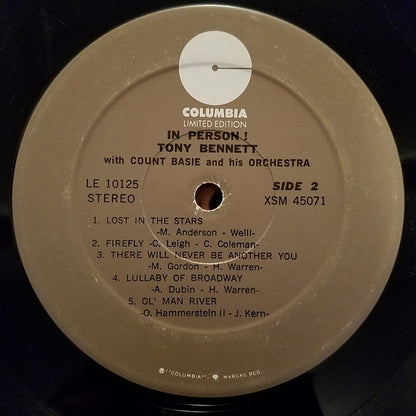 COLUMBIA
LIMITED EDITION
IN PERSON !
TONY BENNETT
with COUNT BASIE and his ORCHESTRA
LE 10125 SIDE 2
STEREO XSM 45071
1. LOST IN THE STARS
-M. Anderson - Weill-
2. FIREFLY -C. Leigh - C. Coleman-
3. THERE WILL NEVER BE ANOTHER YOU
-M. Gordon - H. Warren-
4. LULLABY OF BROADWAY
-A. Dubin - H. Warren-
5. OL' MAN RIVER
-O. Hammerstein II - J. Kern-
"COLUMBIA", MARCAS REG.